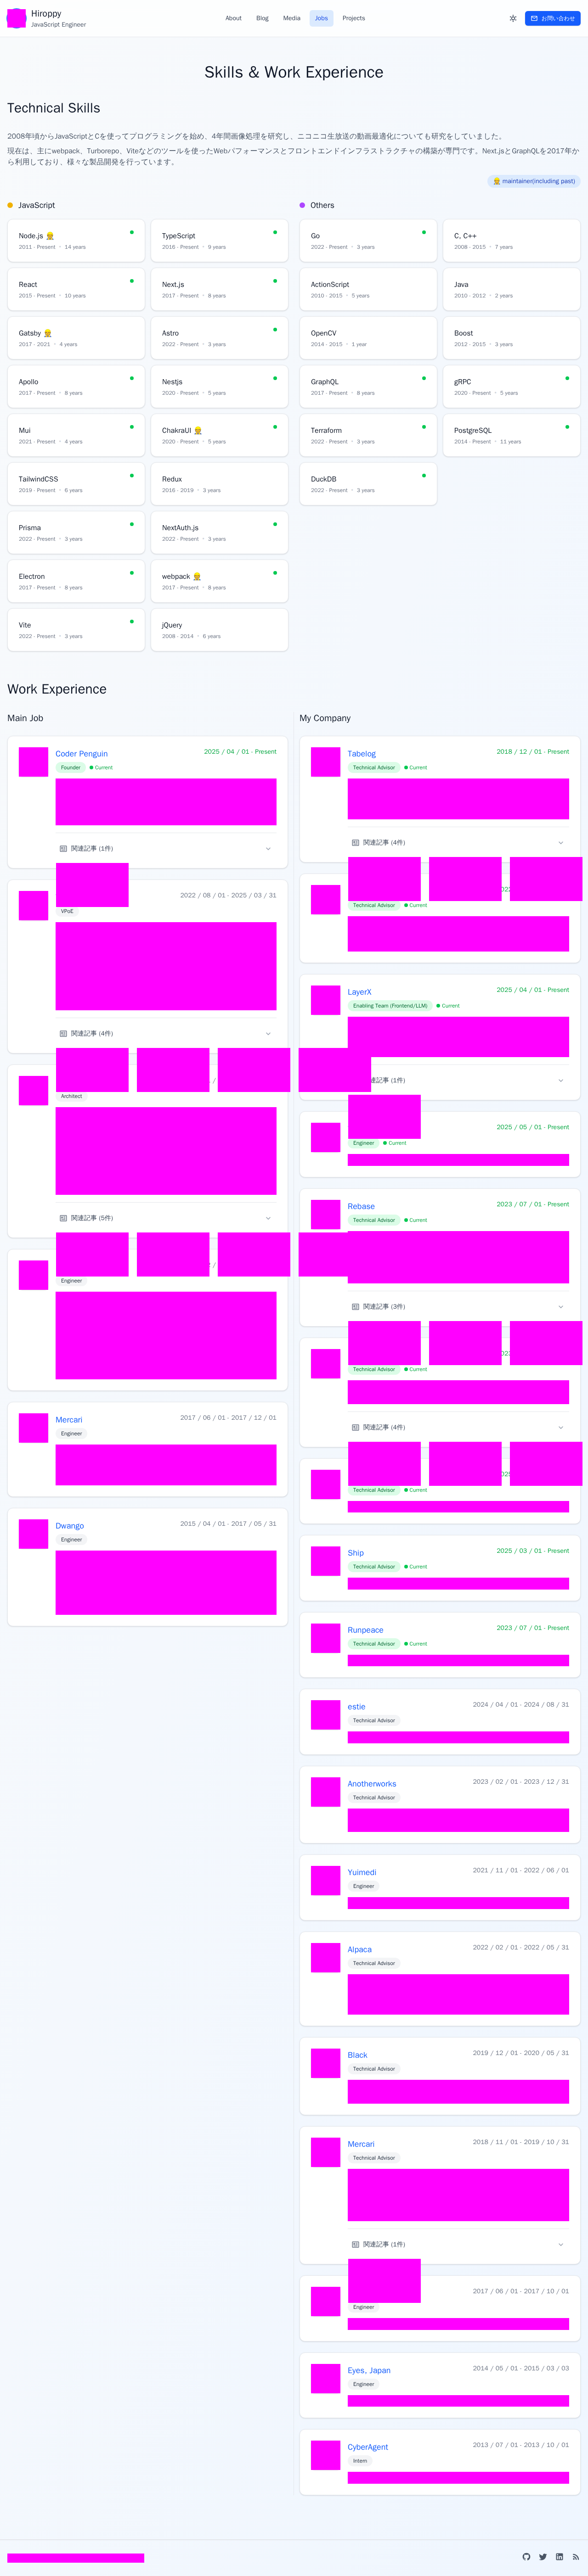 Hiroppy
JavaScript Engineer
About
Blog
Media
Jobs
Projects
お問い合わせ
Skills & Work Experience
Technical Skills
2008年頃からJavaScriptとCを使ってプログラミングを始め、4年間画像処理を研究し、ニコニコ生放送の動画最適化についても研究をしていました。
現在は、主にwebpack、Turborepo、Viteなどのツールを使ったWebパフォーマンスとフロントエンドインフラストラクチャの構築が専門です。Next.jsとGraphQLを2017年か
ら利用しており、様々な製品開発を行っています。
👷 maintainer(including past)
JavaScript
Node.js 👷
2011 - Present • 14 years
TypeScript
2016 - Present • 9 years
React
2015 - Present • 10 years
Next.js
2017 - Present • 8 years
Gatsby 👷
2017 - 2021 • 4 years
Astro
2022 - Present • 3 years
Apollo
2017 - Present • 8 years
Nestjs
2020 - Present • 5 years
Mui
2021 - Present • 4 years
ChakraUI 👷
2020 - Present • 5 years
TailwindCSS
2019 - Present • 6 years
Redux
2016 - 2019 • 3 years
Prisma
2022 - Present • 3 years
NextAuth.js
2022 - Present • 3 years
Electron
2017 - Present • 8 years
webpack 👷
2017 - Present • 8 years
Vite
2022 - Present • 3 years
jQuery
2008 - 2014 • 6 years
Others
Go
2022 - Present • 3 years
C, C++
2008 - 2015 • 7 years
ActionScript
2010 - 2015 • 5 years
Java
2010 - 2012 • 2 years
OpenCV
2014 - 2015 • 1 year
Boost
2012 - 2015 • 3 years
GraphQL
2017 - Present • 8 years
gRPC
2020 - Present • 5 years
Terraform
2022 - Present • 3 years
PostgreSQL
2014 - Present • 11 years
DuckDB
2022 - Present • 3 years
Work Experience
Main Job
Coder Penguin
2025 / 04 / 01 - Present
Founder
Current
関連記事 (1件)
2022 / 08 / 01 - 2025 / 03 / 31
VPoE
関連記事 (4件)
Architect
関連記事 (5件)
Engineer
Mercari
2017 / 06 / 01 - 2017 / 12 / 01
Engineer
Dwango
2015 / 04 / 01 - 2017 / 05 / 31
Engineer
My Company
Tabelog
2018 / 12 / 01 - Present
Technical Advisor
Current
関連記事 (4件)
Technical Advisor
Current
LayerX
2025 / 04 / 01 - Present
Enabling Team (Frontend/LLM)
Current
(1件)
2025 / 05 / 01 - Present
Engineer
Current
Rebase
2023 / 07 / 01 - Present
Technical Advisor
Current
関連記事 (3件)
Technical Advisor
Current
関連記事 (4件)
Technical Advisor
Current
Ship
2025 / 03 / 01 - Present
Technical Advisor
Current
Runpeace
2023 / 07 / 01 - Present
Technical Advisor
Current
estie
2024 / 04 / 01 - 2024 / 08 / 31
Technical Advisor
Anotherworks
2023 / 02 / 01 - 2023 / 12 / 31
Technical Advisor
Yuimedi
2021 / 11 / 01 - 2022 / 06 / 01
Engineer
Alpaca
2022 / 02 / 01 - 2022 / 05 / 31
Technical Advisor
Black
2019 / 12 / 01 - 2020 / 05 / 31
Technical Advisor
Mercari
2018 / 11 / 01 - 2019 / 10 / 31
Technical Advisor
関連記事 (1件)
2017 / 06 / 01 - 2017 / 10 / 01
Engineer
Eyes, Japan
2014 / 05 / 01 - 2015 / 03 / 03
Engineer
CyberAgent
2013 / 07 / 01 - 2013 / 10 / 01
Intern